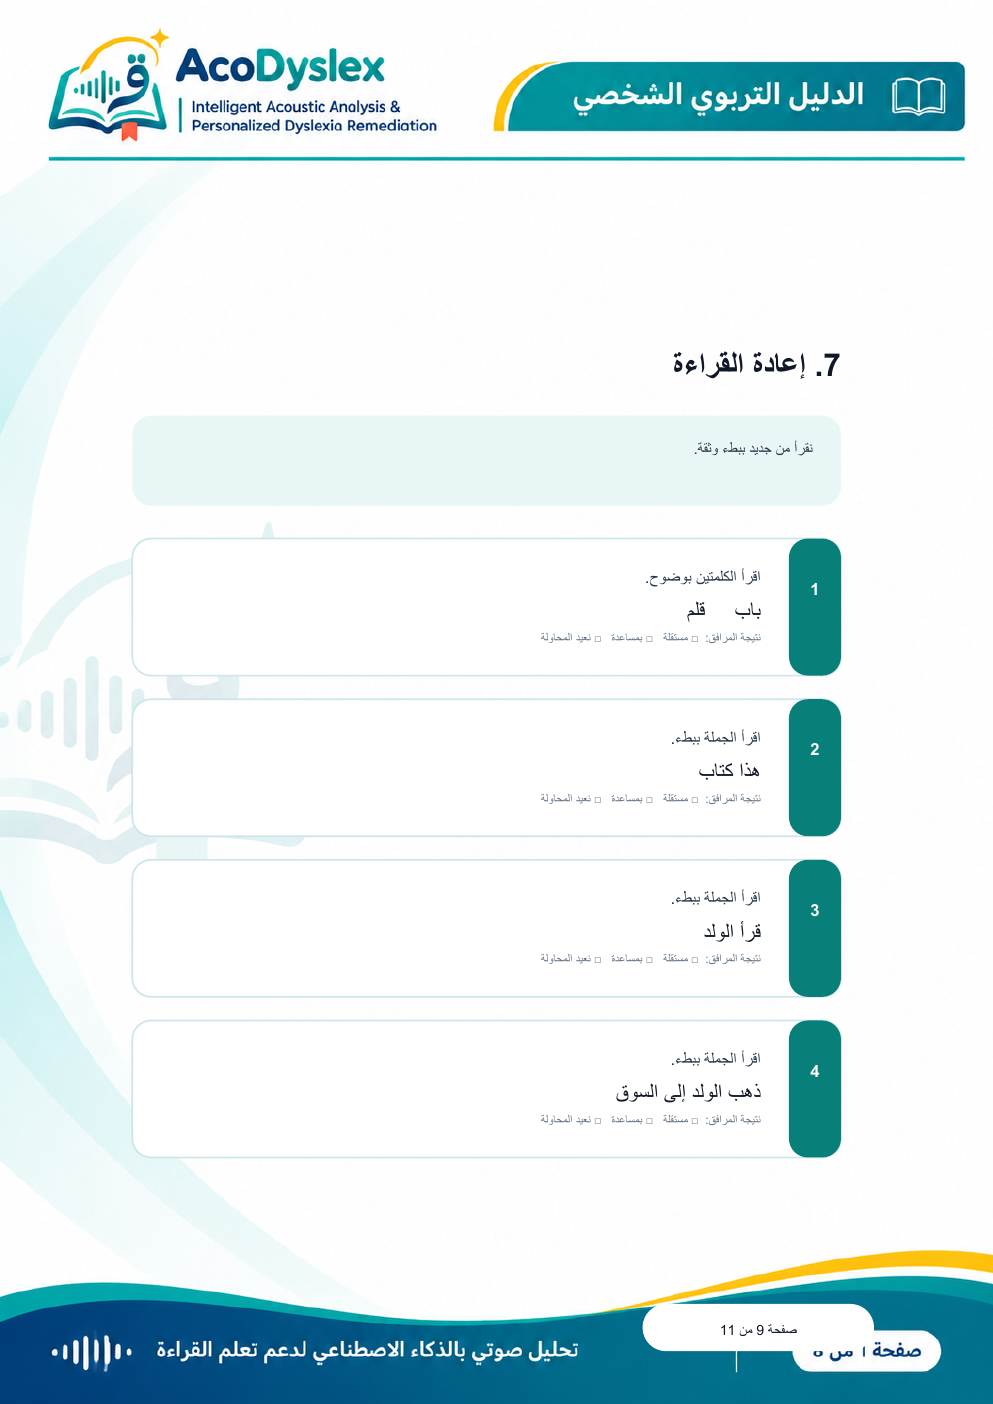 AcoDyslex
Intelligent Acoustic Analysis &
Personalized Dyslexia Remediation
الدليل التربوي الشخصي
7. إعادة القراءة
نقرأ من جديد ببطء وثقة.
1
اقرأ الكلمتين بوضوح.
باب قلم
نتيجة المرافق: □ مستقلة □ بمساعدة □ نعيد المحاولة
2
اقرأ الجملة ببطء.
هذا كتاب
نتيجة المرافق: □ مستقلة □ بمساعدة □ نعيد المحاولة
3
اقرأ الجملة ببطء.
قرأ الولد
نتيجة المرافق: □ مستقلة □ بمساعدة □ نعيد المحاولة
4
اقرأ الجملة ببطء.
ذهب الولد إلى السوق
نتيجة المرافق: □ مستقلة □ بمساعدة □ نعيد المحاولة
صفحة 9 من 11
صفحة
تحليل صوتي بالذكاء الاصطناعي لدعم تعلم القراءة